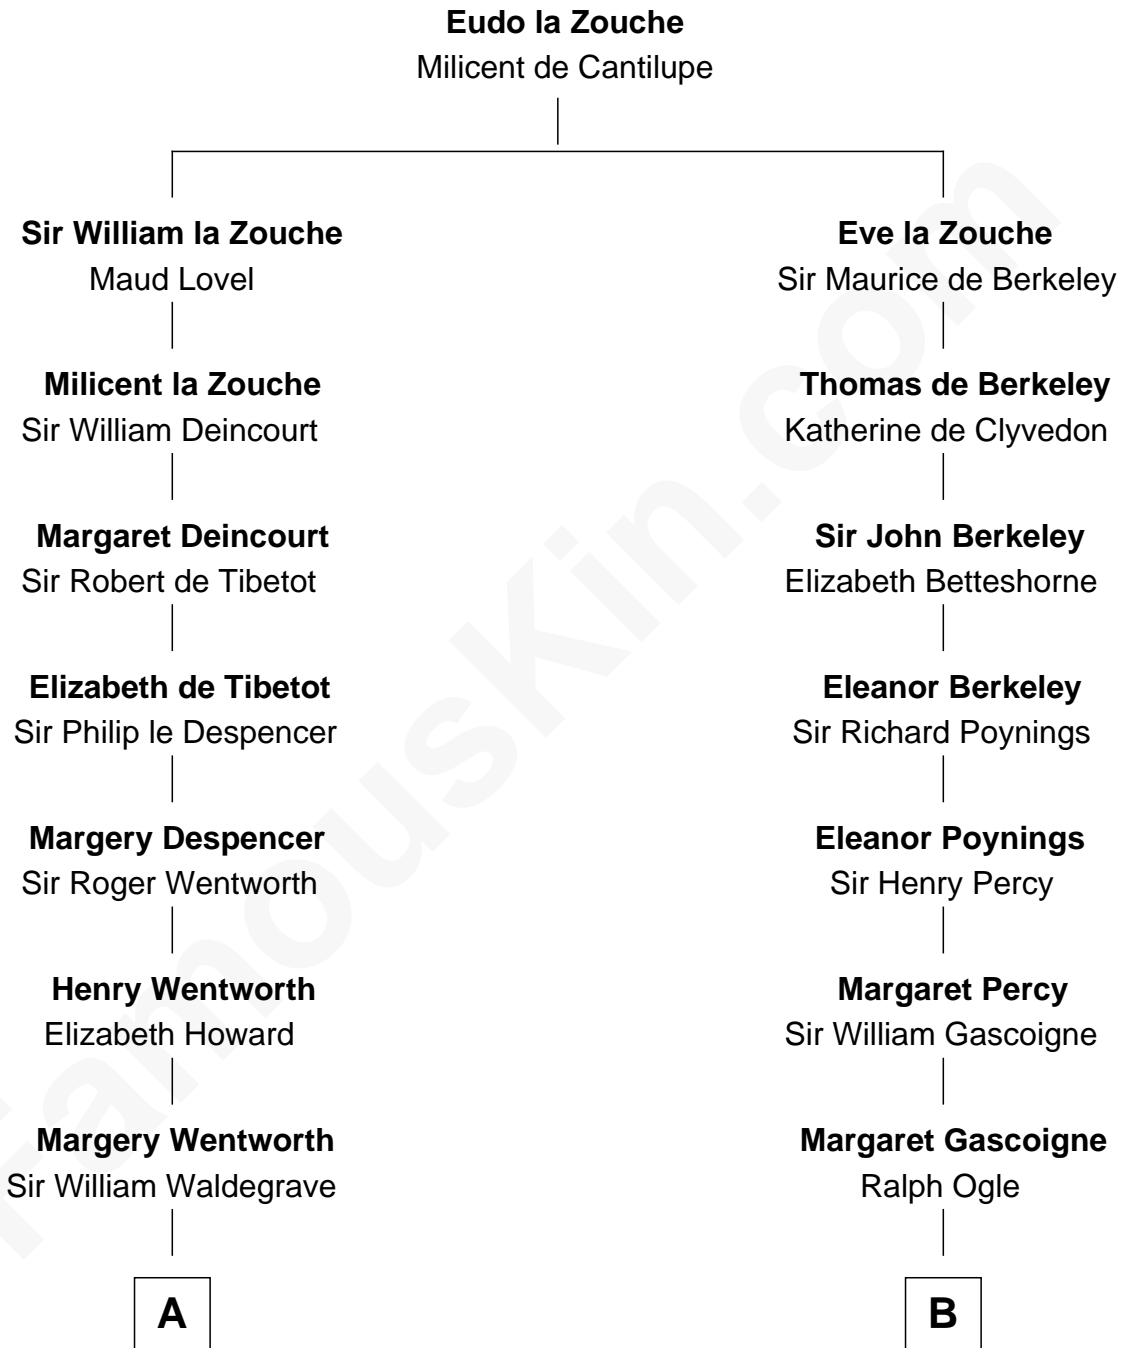 Eudo la Zouche
Milicent de Cantilupe
Sir William la Zouche
Maud Lovel
Milicent la Zouche
Sir William Deincourt
Margaret Deincourt
Sir Robert de Tibetot
Elizabeth de Tibetot
Sir Philip le Despencer
Margery Despencer
Sir Roger Wentworth
Henry Wentworth
Elizabeth Howard
Margery Wentworth
Sir William Waldegrave
A
Eve la Zouche
Sir Maurice de Berkeley
Thomas de Berkeley
Katherine de Clyvedon
Sir John Berkeley
Elizabeth Betteshorne
Eleanor Berkeley
Sir Richard Poynings
Eleanor Poynings
Sir Henry Percy
Margaret Percy
Sir William Gascoigne
Margaret Gascoigne
Ralph Ogle
B
FamousKin.com